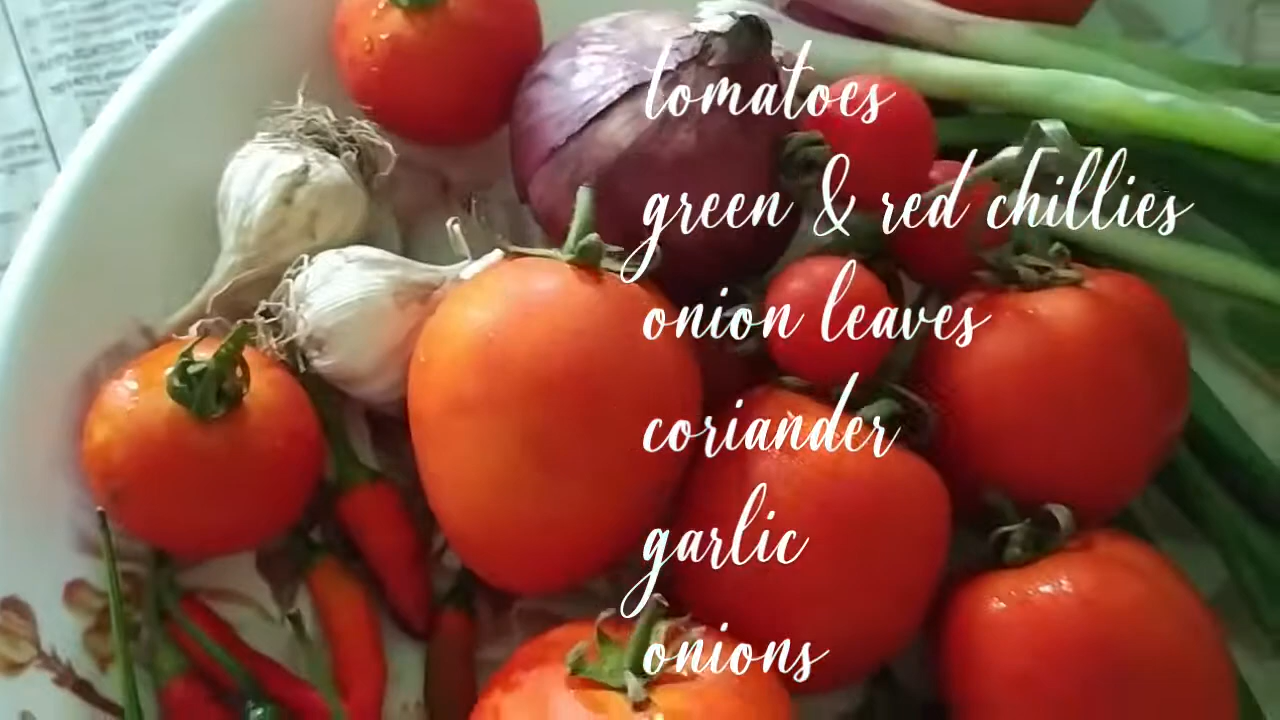 tomatoes
green & red chillies
onion leaves
coriander
garlic
onions